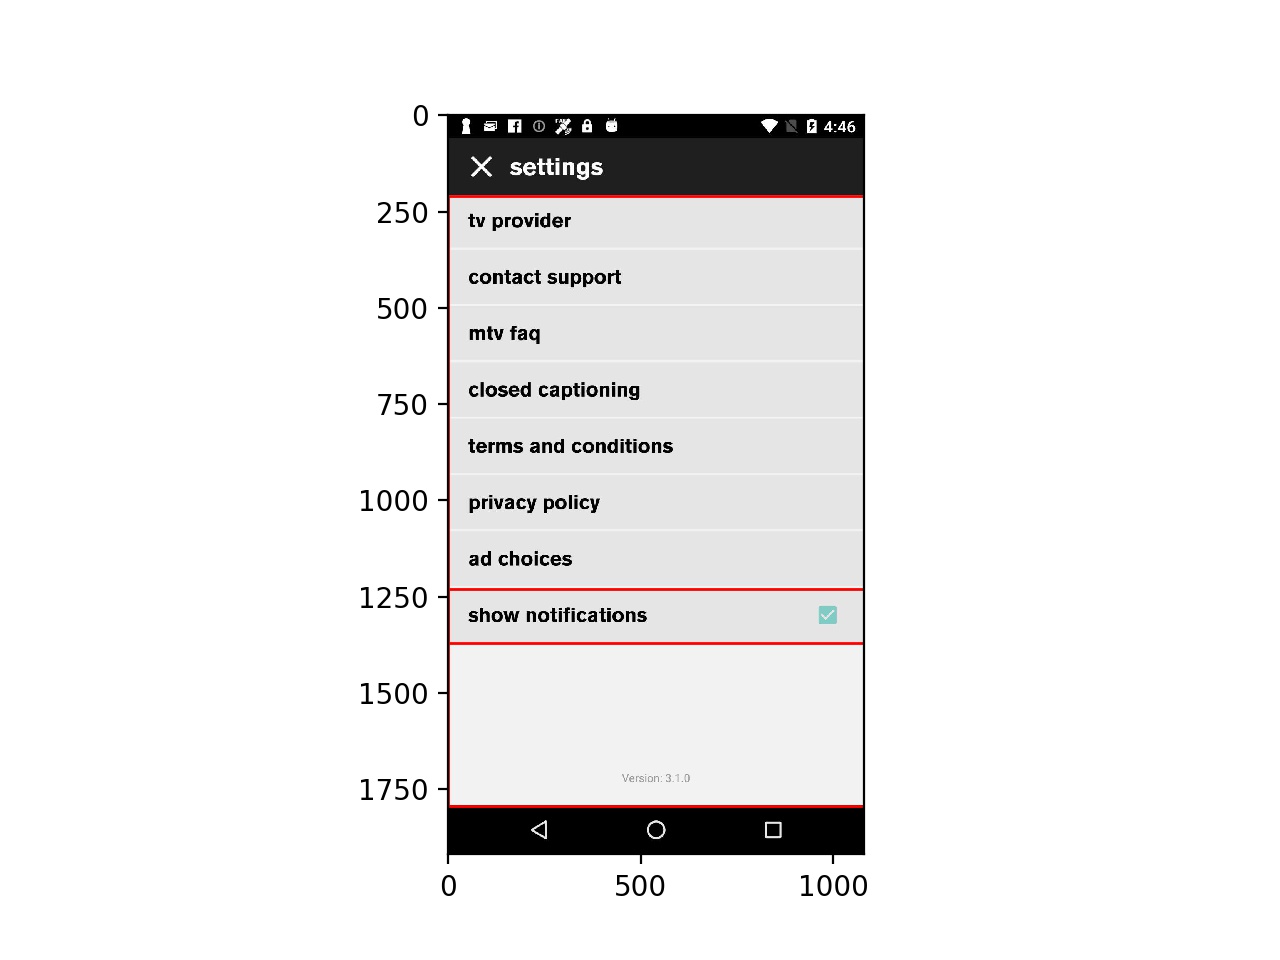 0
4:46
settings
250
tv provider
contact support
500
mtv faq
750
closed captioning
terms and conditions
1000
privacy policy
ad choices
1250
show notifications
1500
Version: 3.1.0
1750
0 500 1000